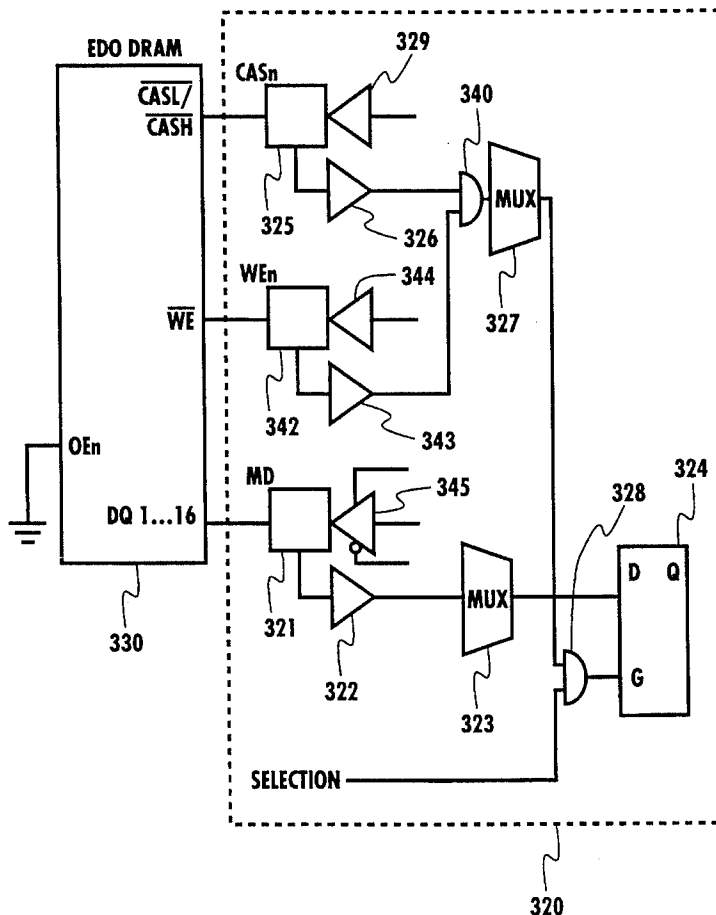 EDO DRAM
CASn
329
340
CASL/
CASH
MUX
325
326
327
WEn
344
WE
342
343
OEn
MD
345
328
324
DQ 1...16
D Q
MUX
G
330
321
322
323
SELECTION
320